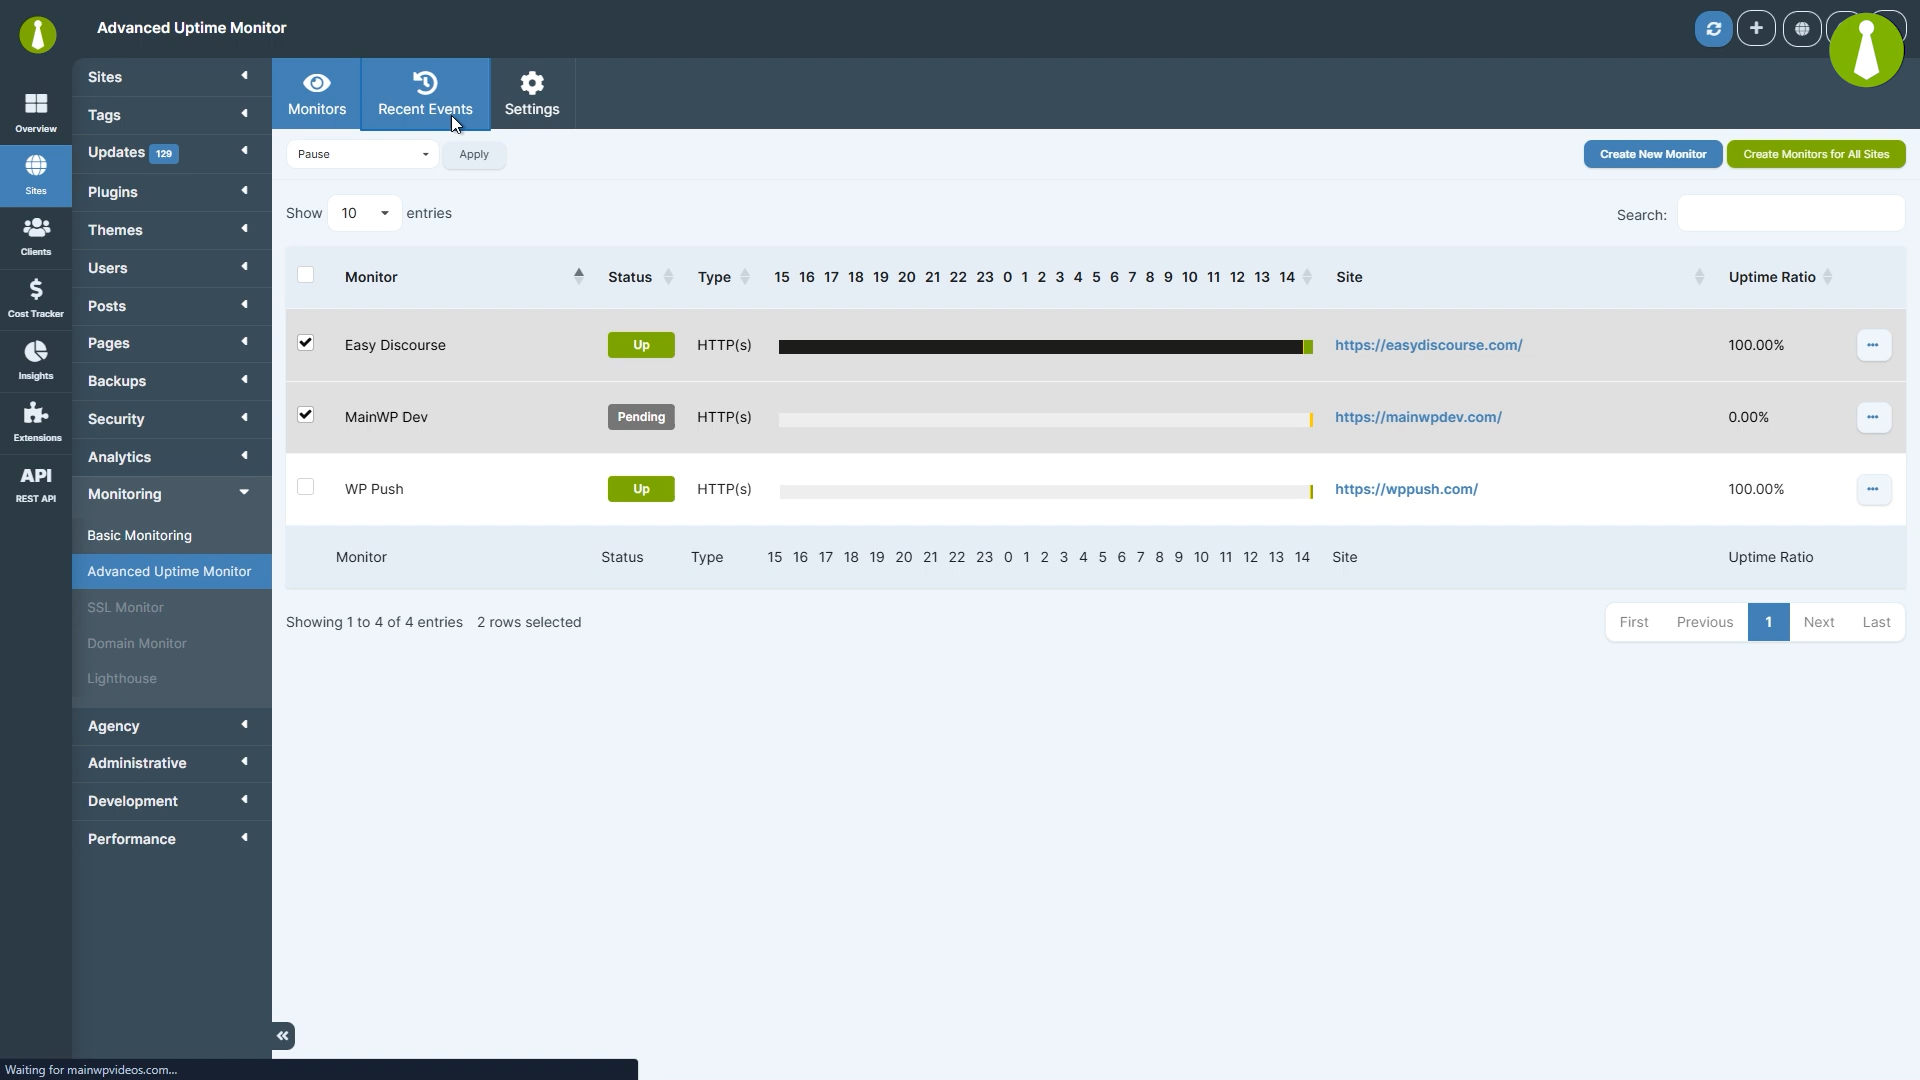 Advanced Uptime Monitor
Overview
Sites
Clients
Cost Tracker
Insights
Extensions
API
REST API
Sites
Tags
Updates 129
Plugins
Themes
Users
Posts
Pages
Backups
Security
Analytics
Monitoring
Basic Monitoring
Advanced Uptime Monitor
SSL Monitor
Domain Monitor
Lighthouse
Agency
Administrative
Development
Performance
Monitors Recent Events Settings
Pause Apply Create New Monitor Create Monitors for All Sites
Show 10 entries Search:
Monitor Status Type 15 16 17 18 19 20 21 22 23 0 1 2 3 4 5 6 7 8 9 10 11 12 13 14 Site Uptime Ratio
Easy Discourse Up HTTP(s) https://easydiscourse.com/ 100.00%
MainWP Dev Pending HTTP(s) https://mainwpdev.com/ 0.00%
WP Push Up HTTP(s) https://wppush.com/ 100.00%
Monitor Status Type 15 16 17 18 19 20 21 22 23 0 1 2 3 4 5 6 7 8 9 10 11 12 13 14 Site Uptime Ratio
Showing 1 to 4 of 4 entries 2 rows selected First Previous 1 Next Last
Waiting for mainwpvideos.com...